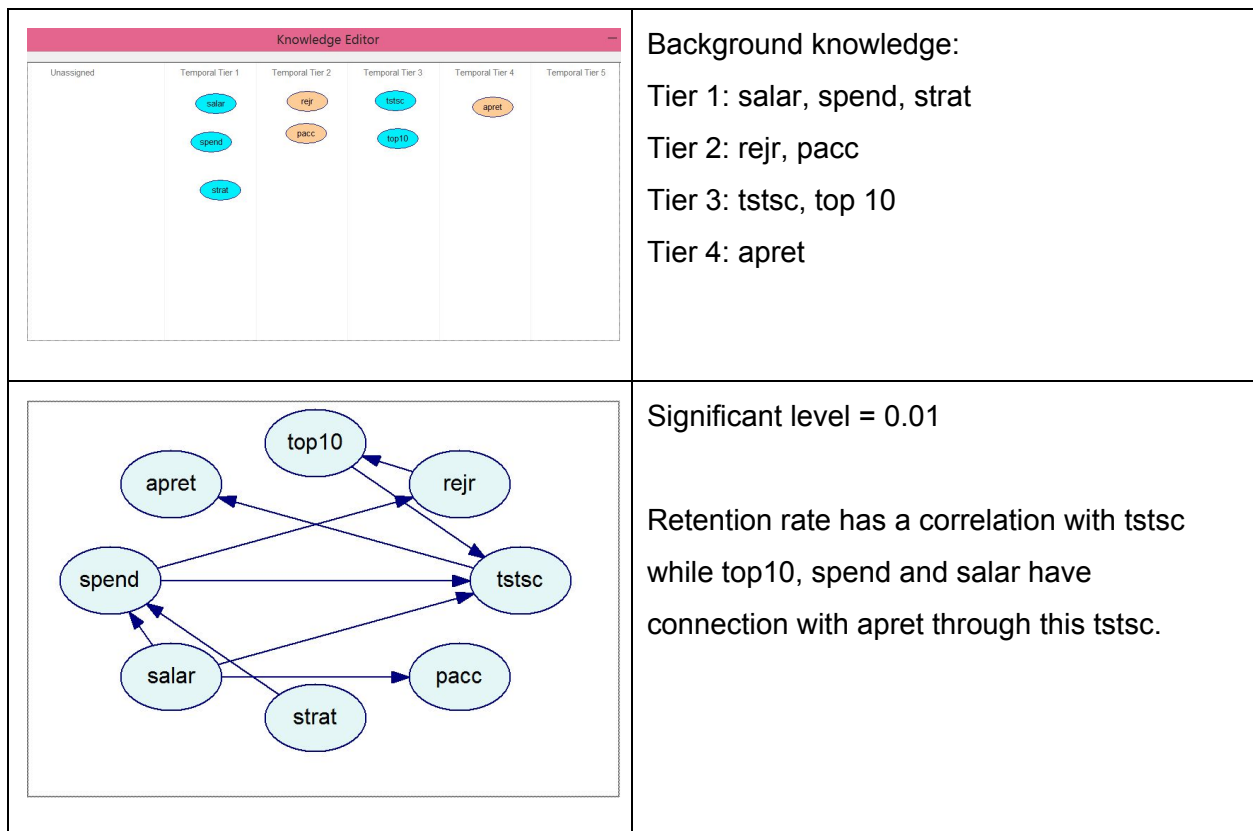 Knowledge Editor
Unassigned
Temporal Tier 1
Temporal Tier 2
Temporal Tier 3
Temporal Tier 4
Temporal Tier 5
salar
rejr
tstsc
apret
spend
pacc
top10
strat
Background knowledge:
Tier 1: salar, spend, strat
Tier 2: rejr, pacc
Tier 3: tstsc, top 10
Tier 4: apret
top10
apret
rejr
spend
tstsc
salar
pacc
strat
Significant level = 0.01
Retention rate has a correlation with tstsc
while top10, spend and salar have
connection with apret through this tstsc.